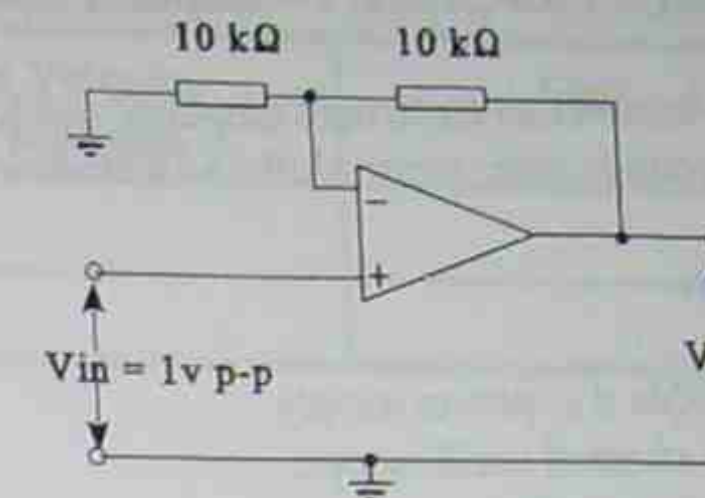 10 kΩ 10 kΩ
−
+
Vin = 1v p-p
V